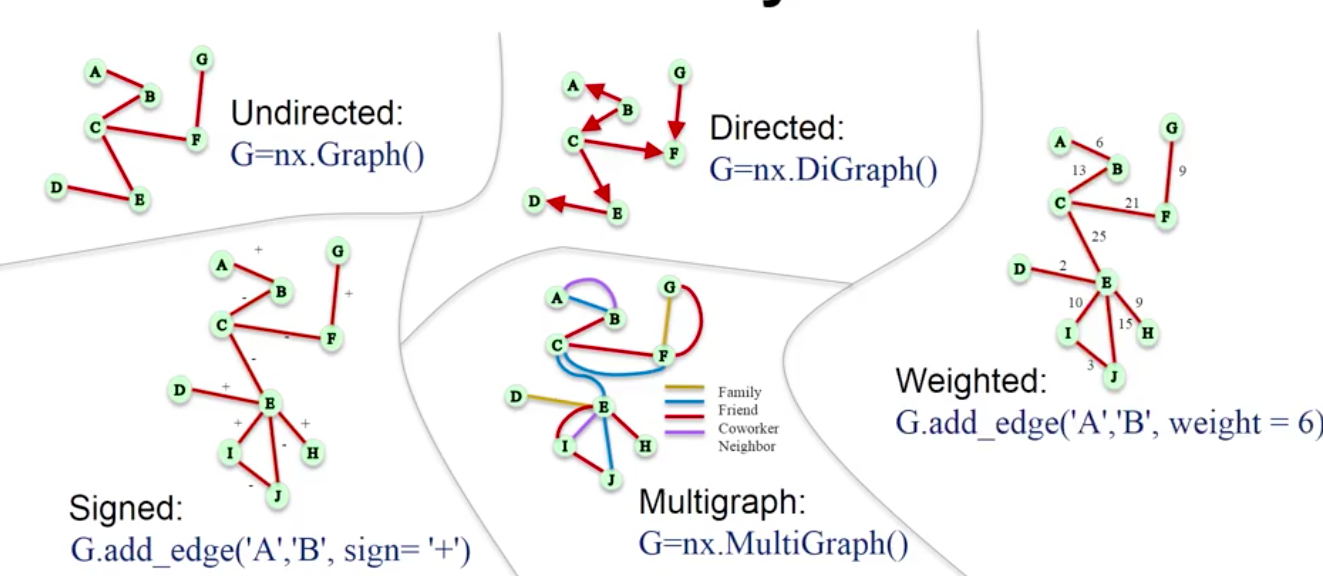 A
B
C
D
E
F
G
Undirected:
G=nx.Graph()
A
B
C
D
E
F
G
Directed:
G=nx.DiGraph()
A
B
C
D
E
F
G
H
I
J
6
13
21
9
25
2
10
9
15
3
Weighted:
G.add_edge('A','B', weight = 6)
A
B
C
D
E
F
G
H
I
J
+
-
+
-
-
+
+
+
-
-
Signed:
G.add_edge('A','B', sign= '+')
A
B
C
D
E
F
G
H
I
J
Family
Friend
Coworker
Neighbor
Multigraph:
G=nx.MultiGraph()